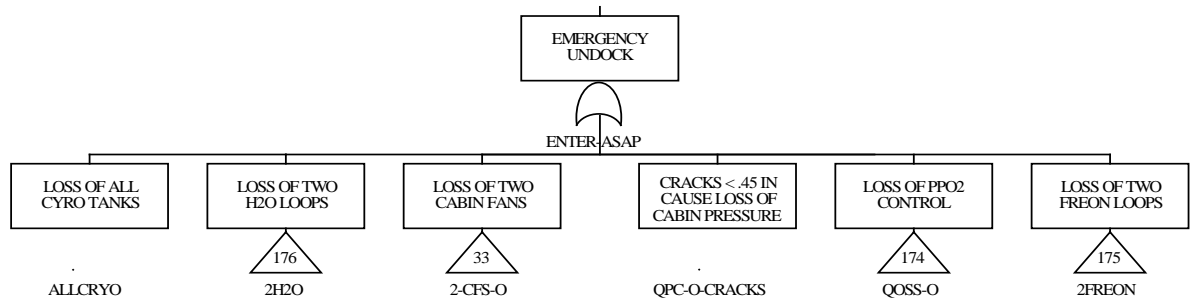 EMERGENCY
UNDOCK
ENTER-ASAP
LOSS OF ALL
CYRO TANKS
LOSS OF TWO
H2O LOOPS
LOSS OF TWO
CABIN FANS
CRACKS < .45 IN
CAUSE LOSS OF
CABIN PRESSURE
LOSS OF PPO2
CONTROL
LOSS OF TWO
FREON LOOPS
176
33
174
175
ALLCRYO
2H2O
2-CFS-O
QPC-O-CRACKS
QOSS-O
2FREON